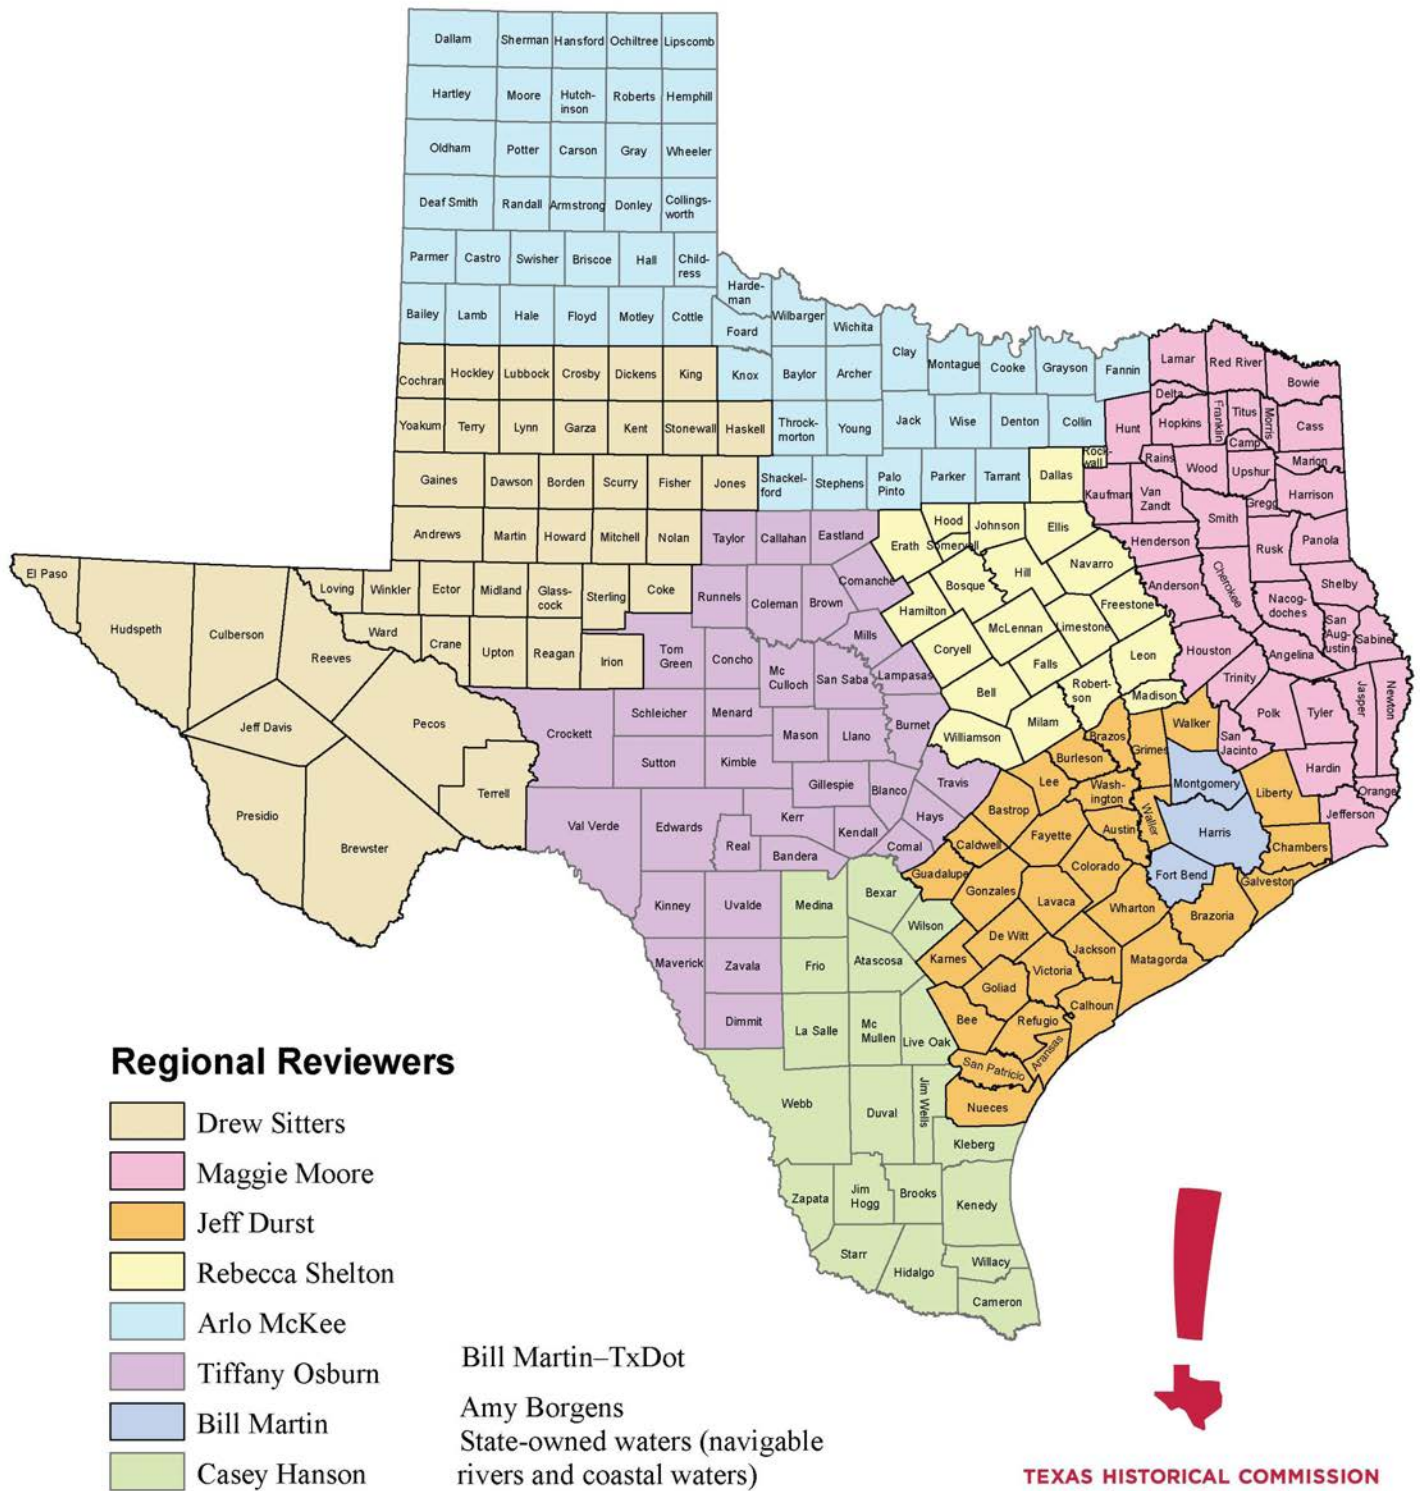 Dallam Sherman Hansford Ochiltree Lipscomb
Hartley Moore Hutch- Roberts Hemphill
inson
Oldham Potter Carson Gray Wheeler
Deaf Smith Randall Armstrong Donley Collings-
worth
Parmer Castro Swisher Briscoe Hall Child-
ress
Harde-
man
Bailey Lamb Hale Floyd Motley Cottle Foard Wilbarger Wichita
Clay Montague Cooke Grayson Fannin Lamar Red River Bowie
Cochran Hockley Lubbock Crosby Dickens King Knox Baylor Archer
Delta Franklin Titus Morris Cass
Yoakum Terry Lynn Garza Kent Stonewall Haskell Throck-
morton Young Jack Wise Denton Collin Hunt Hopkins Camp
Rock-
wall Rains Wood Upshur Marion
Gaines Dawson Borden Scurry Fisher Jones Shackel-
ford Stephens Palo
Pinto Parker Tarrant Dallas Kaufman Van
Zandt Gregg Harrison
Andrews Martin Howard Mitchell Nolan Taylor Callahan Eastland Erath Hood Somervell Johnson Ellis Henderson Smith Rusk Panola
El Paso Hudspeth Culberson Reeves Loving Winkler Ector Midland Glass-
cock Sterling Coke Runnels Coleman Brown Comanche Hamilton Bosque Hill Navarro Freestone Anderson Cherokee Nacog-
doches Shelby
San
Aug-
ustine Sabine
Ward Crane Upton Reagan Irion Tom
Green Concho Mc
Culloch San Saba Mills Lampasas Coryell McLennan Limestone Falls Leon Houston Angelina Trinity
Jeff Davis Pecos Crockett Schleicher Menard Mason Llano Burnet Bell Milam Robert-
son Madison Walker Polk Tyler Jasper Newton
Presidio Brewster Terrell Sutton Kimble Gillespie Blanco Williamson Travis Burleson Brazos Grimes San
Jacinto Hardin Orange
Val Verde Edwards Real Kerr Bandera Kendall Comal Hays Bastrop Lee Wash-
ington Austin Waller Montgomery Harris Liberty Jefferson Chambers
Kinney Uvalde Medina Bexar Guadalupe Caldwell Fayette Colorado Fort Bend Galveston
Gonzales Lavaca Wharton Brazoria
Wilson De Witt Jackson Matagorda
Maverick Zavala Frio Atascosa Karnes Victoria
Goliad Calhoun
Dimmit La Salle Mc
Mullen Live Oak Bee Refugio Aransas
San Patricio
Webb Duval Jim Wells Nueces
Kleberg
Zapata Jim
Hogg Brooks Kenedy
Starr Hidalgo Willacy
Cameron
Regional Reviewers
Drew Sitters
Maggie Moore
Jeff Durst
Rebecca Shelton
Arlo McKee
Tiffany Osburn
Bill Martin
Casey Hanson
Bill Martin–TxDot
Amy Borgens
State-owned waters (navigable
rivers and coastal waters)
TEXAS HISTORICAL COMMISSION